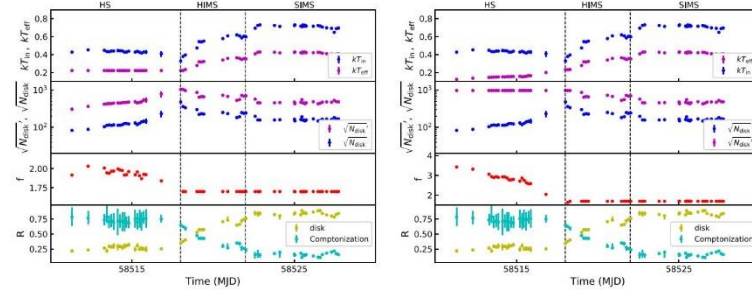 HS HIMS SIMS
kT_in, kT_eff
0.8
0.6
0.4
0.2
kT_in
kT_eff
√N_disk′, √N_disk
10³
10²
√N_disk′
√N_disk
f
2.00
1.75
R
0.75
0.50
0.25
disk
Comptonization
58515 58525
Time (MJD)
HS HIMS SIMS
kT_in, kT_eff
0.8
0.6
0.4
0.2
kT_eff
kT_in
√N_disk′, √N_disk
10³
10²
√N_disk′
√N_disk
f
4
3
2
R
0.75
0.50
0.25
disk
Comptonization
58515 58525
Time (MJD)